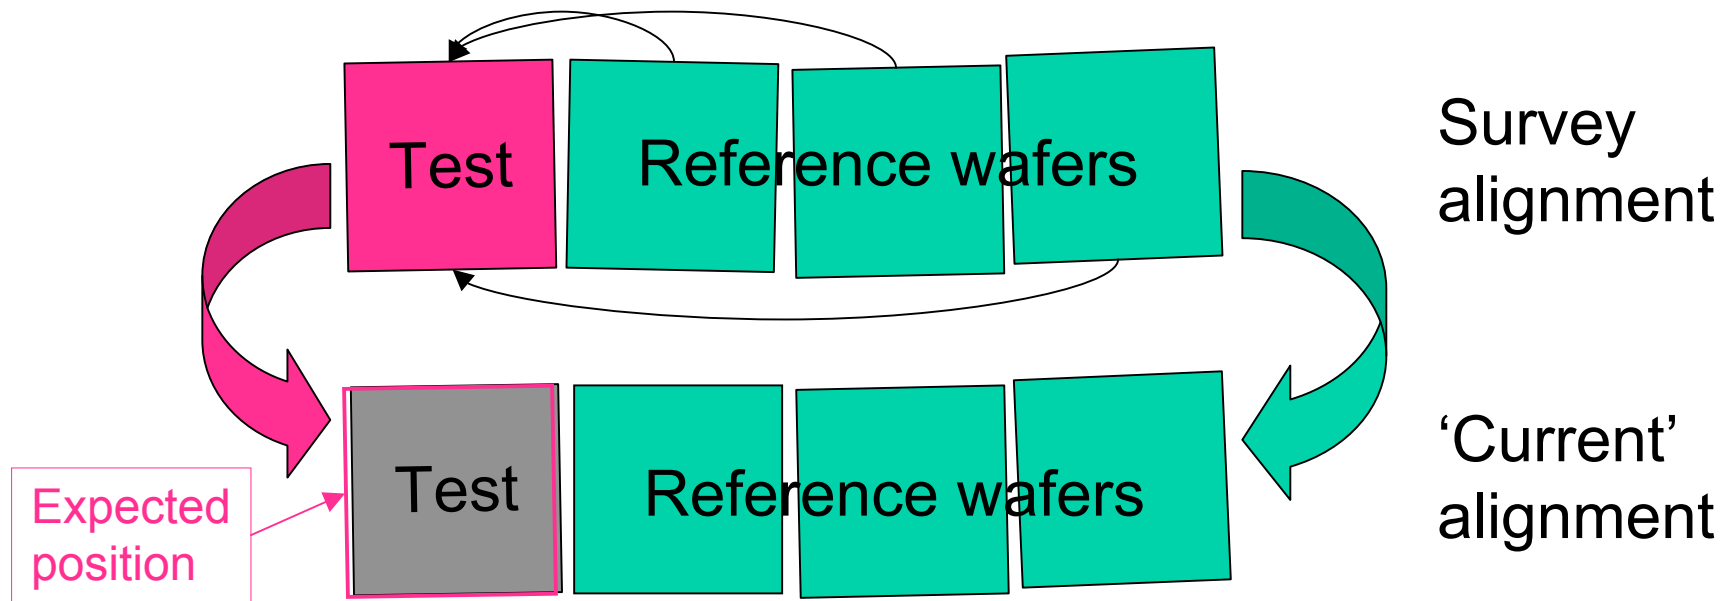 Test
Reference wafers
Survey
alignment
Test
Reference wafers
‘Current’
alignment
Expected
position